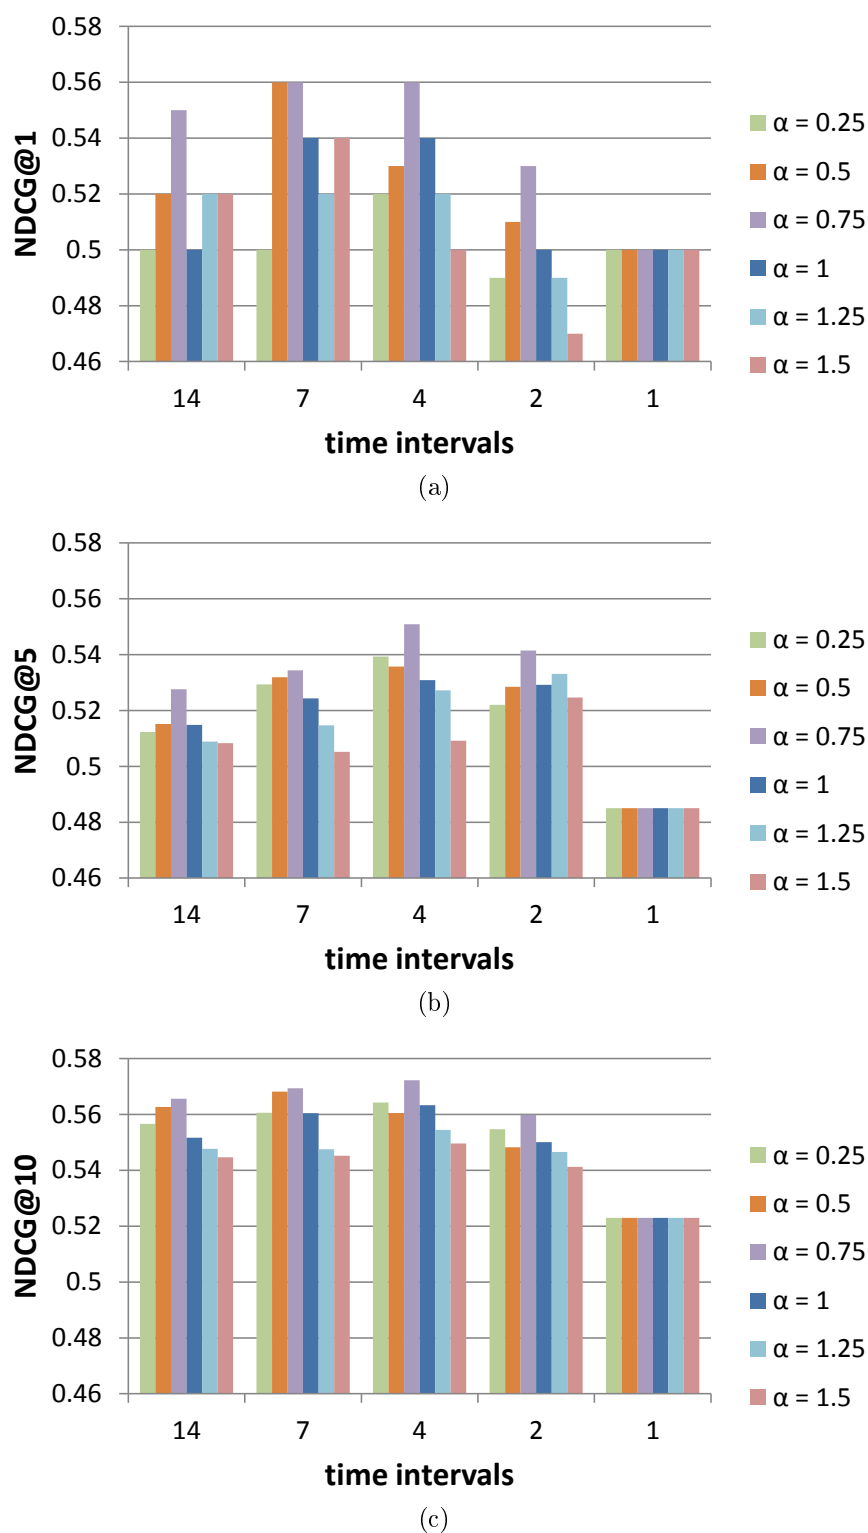 0.58
0.56
0.54
0.52
0.5
0.48
0.46
NDCG@1
14 7 4 2 1
time intervals
α = 0.25
α = 0.5
α = 0.75
α = 1
α = 1.25
α = 1.5
(a)
0.58
0.56
0.54
0.52
0.5
0.48
0.46
NDCG@5
14 7 4 2 1
time intervals
α = 0.25
α = 0.5
α = 0.75
α = 1
α = 1.25
α = 1.5
(b)
0.58
0.56
0.54
0.52
0.5
0.48
0.46
NDCG@10
14 7 4 2 1
time intervals
α = 0.25
α = 0.5
α = 0.75
α = 1
α = 1.25
α = 1.5
(c)